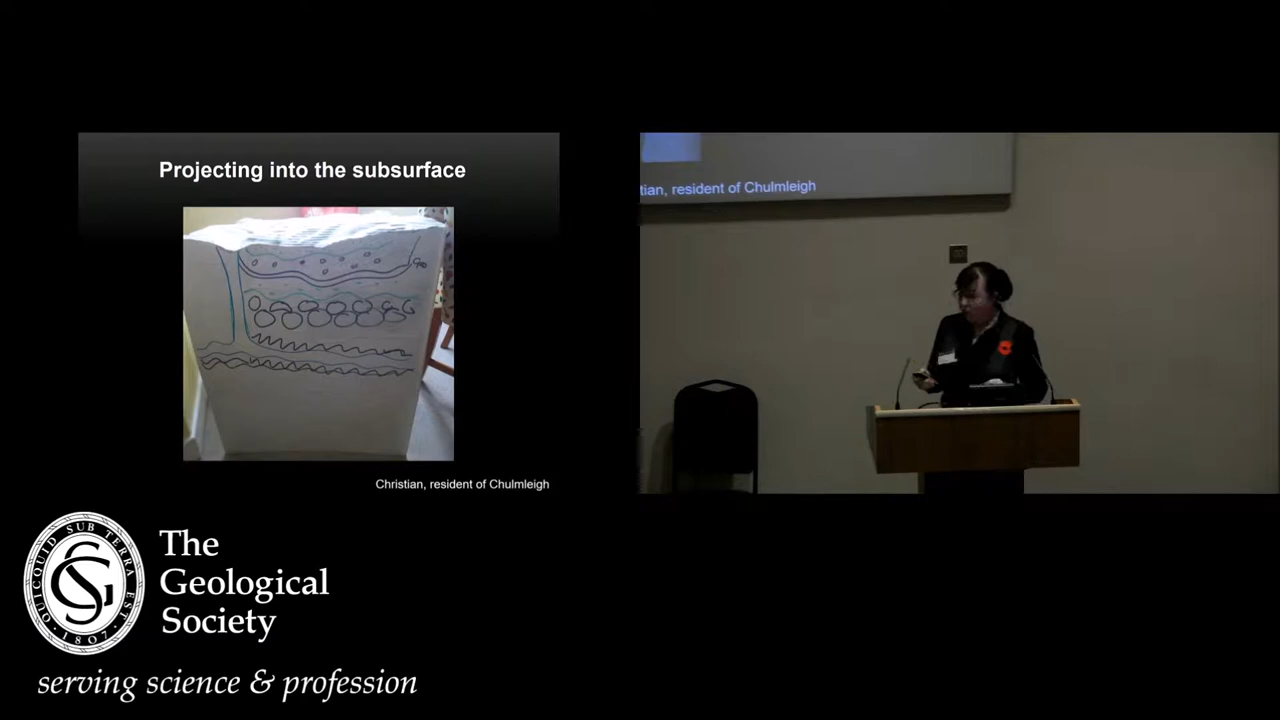 Projecting into the subsurface
Christian, resident of Chulmleigh
tian, resident of Chulmleigh
QUICQUID SUB TERRA EST
· 1807 ·
The
Geological
Society
serving science & profession